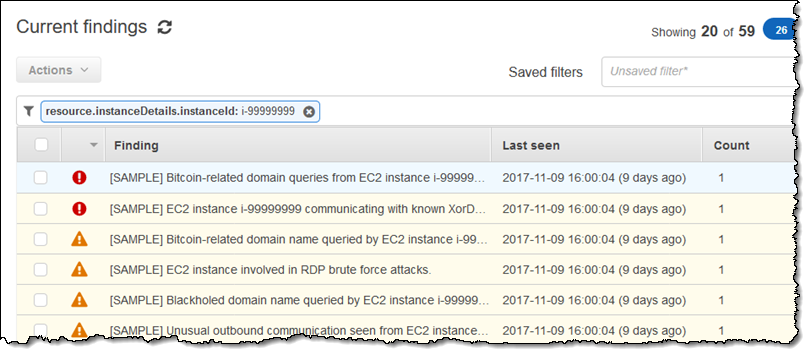 Current findings
Showing 20 of 59 26
Actions
Saved filters
Unsaved filter*
resource.instanceDetails.instanceId: i-99999999
Finding Last seen Count
[SAMPLE] Bitcoin-related domain queries from EC2 instance i-99999... 2017-11-09 16:00:04 (9 days ago) 1
[SAMPLE] EC2 instance i-99999999 communicating with known XorD... 2017-11-09 16:00:04 (9 days ago) 1
[SAMPLE] Bitcoin-related domain name queried by EC2 instance i-99... 2017-11-09 16:00:04 (9 days ago) 1
[SAMPLE] EC2 instance involved in RDP brute force attacks. 2017-11-09 16:00:04 (9 days ago) 1
[SAMPLE] Blackholed domain name queried by EC2 instance i-99999... 2017-11-09 16:00:04 (9 days ago) 1
[SAMPLE] Unusual outbound communication seen from EC2 instance... 2017-11-09 16:00:04 (9 days ago) 1